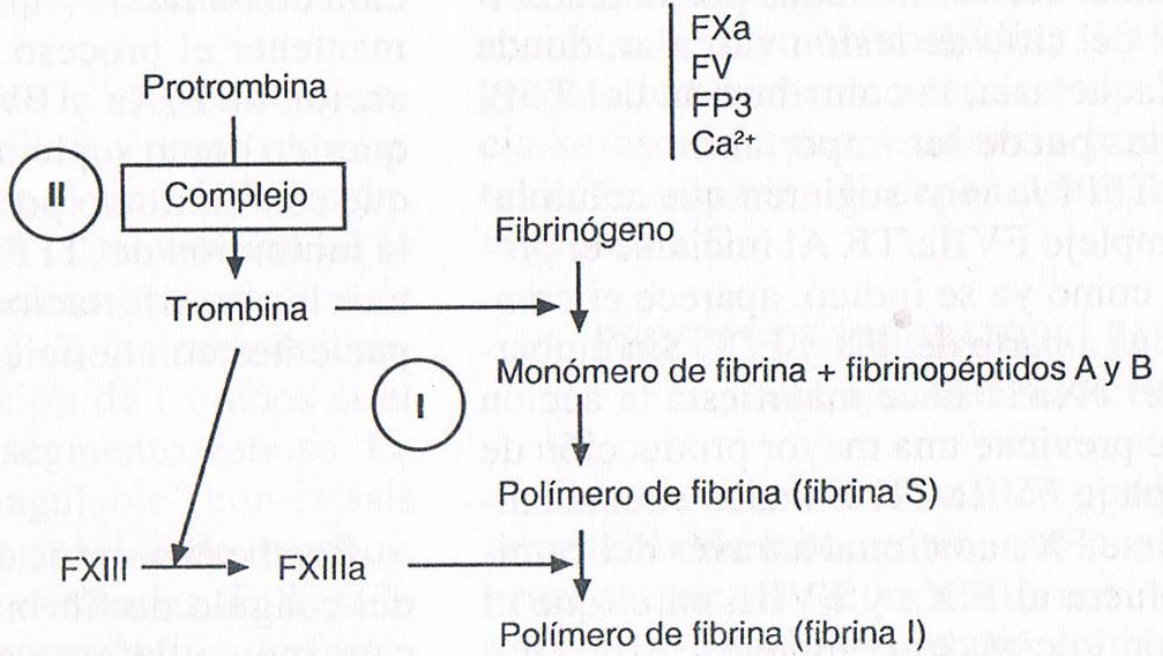 FXa
FV
FP3
Ca²⁺
Protrombina
II
Complejo
Fibrinógeno
Trombina
I
Monómero de fibrina + fibrinopéptidos A y B
Polímero de fibrina (fibrina S)
FXIII
FXIIIa
Polímero de fibrina (fibrina I)